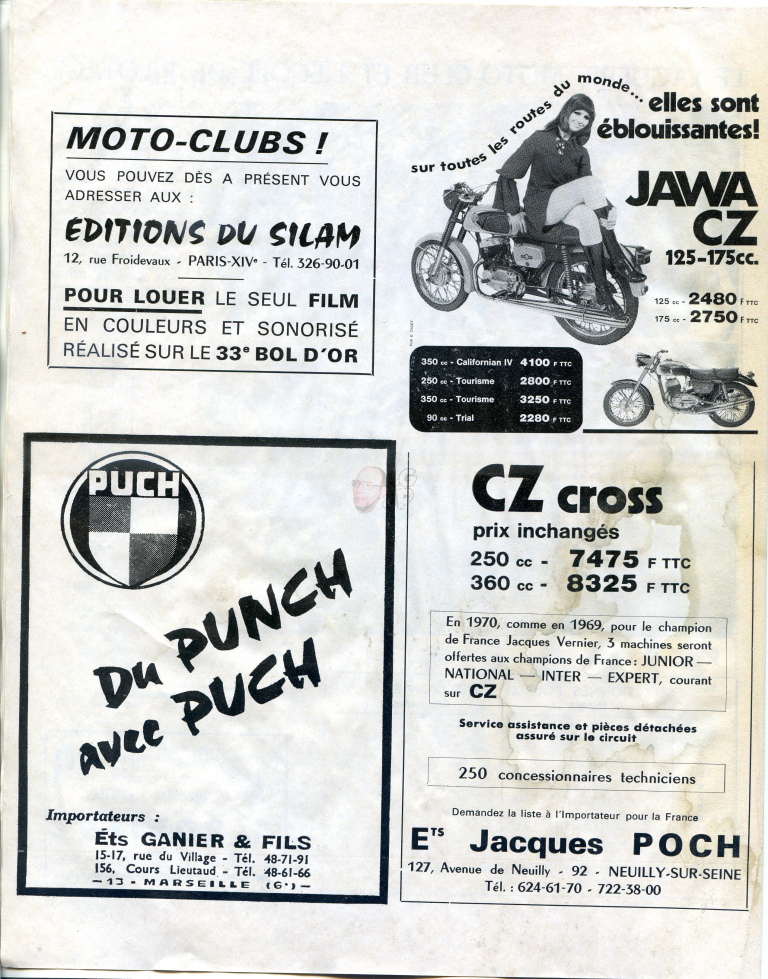 MOTO-CLUBS !
VOUS POUVEZ DÈS A PRÉSENT VOUS
ADRESSER AUX :
ÉDITIONS DU SILAM
12, rue Froidevaux - PARIS-XIVe - Tél. 326-90-01
POUR LOUER LE SEUL FILM
EN COULEURS ET SONORISÉ
RÉALISÉ SUR LE 33e BOL D'OR
sur toutes les routes du monde...
elles sont
éblouissantes!
JAWA
CZ
125-175cc.
125 cc - 2480 F TTC
175 cc - 2750 F TTC
350 cc - Californian IV 4100 F TTC
250 cc - Tourisme 2800 F TTC
350 cc - Tourisme 3250 F TTC
90 cc - Trial 2280 F TTC
PUCH
Du PUNCH
avec PUCH
Importateurs :
Éts GANIER & FILS
15-17, rue du Village - Tél. 48-71-91
156, Cours Lieutaud - Tél. 48-61-66
- 13 - MARSEILLE (6e) -
CZ cross
prix inchangés
250 cc - 7475 F TTC
360 cc - 8325 F TTC
En 1970, comme en 1969, pour le champion
de France Jacques Vernier, 3 machines seront
offertes aux champions de France : JUNIOR —
NATIONAL — INTER — EXPERT, courant
sur CZ
Service assistance et pièces détachées
assuré sur le circuit
250 concessionnaires techniciens
Demandez la liste à l'Importateur pour la France
ETS Jacques POCH
127, Avenue de Neuilly - 92 - NEUILLY-SUR-SEINE
Tél. : 624-61-70 - 722-38-00